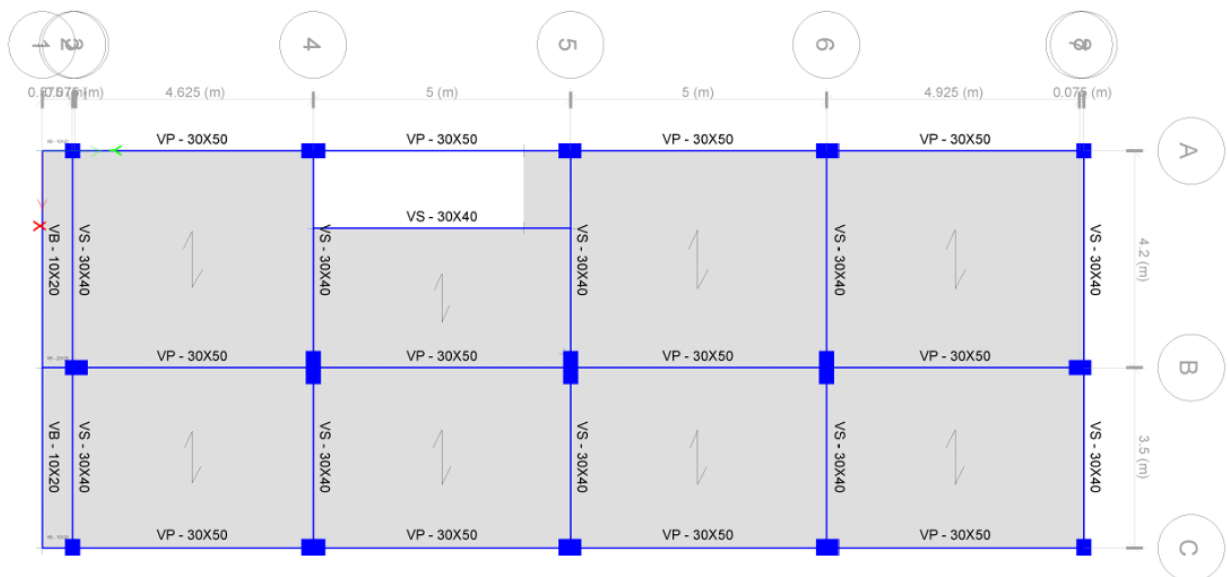 1
4
5
6
4.625 (m)
5 (m)
5 (m)
4.925 (m)
0.075 (m)
VP - 30X50
VP - 30X50
VP - 30X50
VP - 30X50
A
VS - 30X40
VB - 10X20
VS - 30X40
VS - 30X40
VS - 30X40
VS - 30X40
VS - 30X40
4.2 (m)
VP - 30X50
VP - 30X50
VP - 30X50
VP - 30X50
B
VB - 10X20
VS - 30X40
VS - 30X40
VS - 30X40
VS - 30X40
VS - 30X40
3.5 (m)
VP - 30X50
VP - 30X50
VP - 30X50
VP - 30X50
C
X